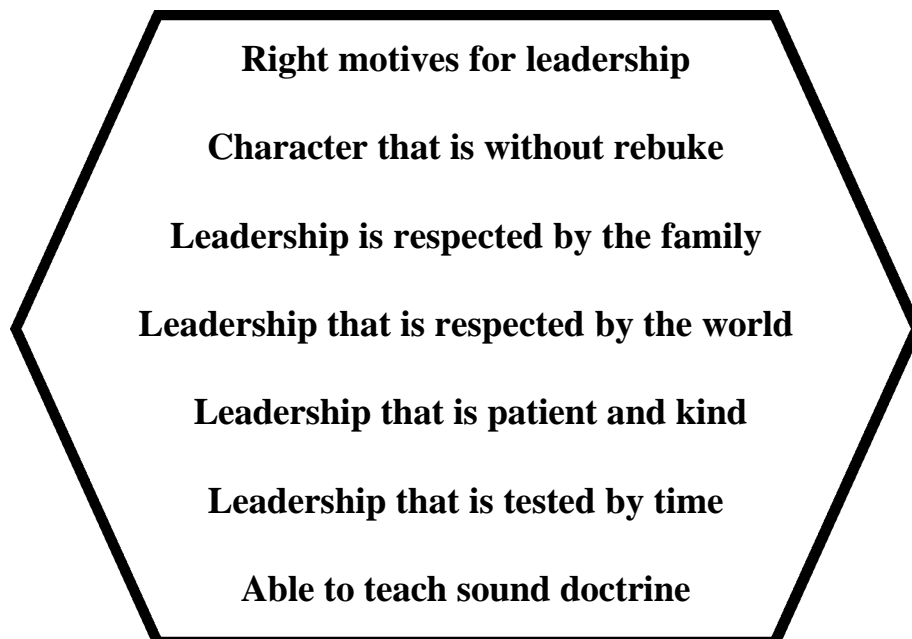 Right motives for leadership
Character that is without rebuke
Leadership is respected by the family
Leadership that is respected by the world
Leadership that is patient and kind
Leadership that is tested by time
Able to teach sound doctrine